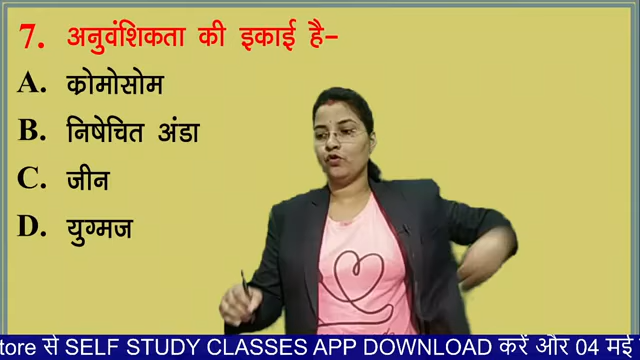 7. अनुवंशिकता की इकाई है-
A. क्रोमोसोम
B. निषेचित अंडा
C. जीन
D. युग्मज
tore से SELF STUDY CLASSES APP DOWNLOAD करें और 04 मई